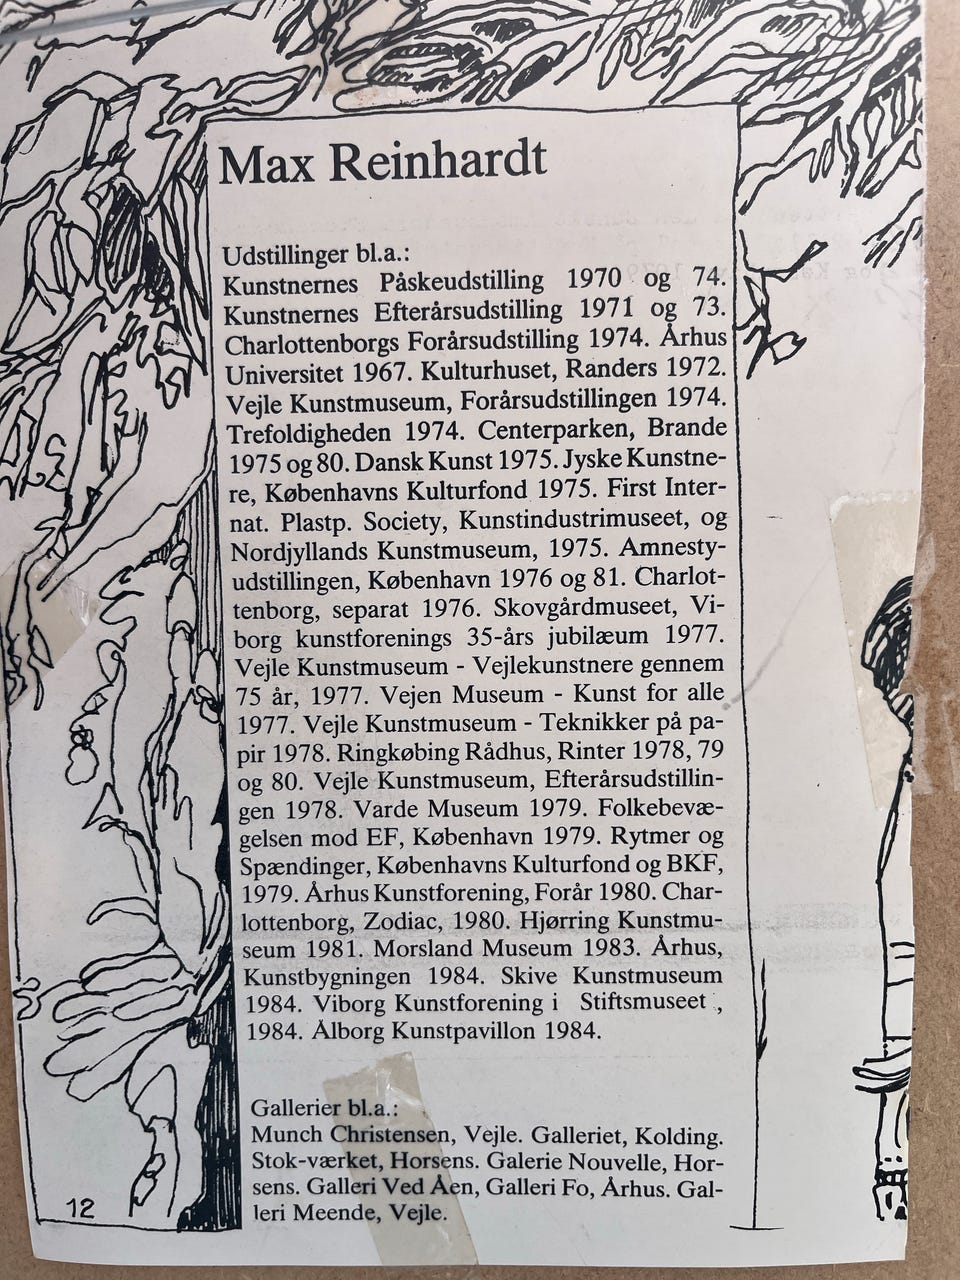 Max Reinhardt
Udstillinger bl.a.:
Kunstnernes Påskeudstilling 1970 og 74.
Kunstnernes Efterårsudstilling 1971 og 73.
Charlottenborgs Forårsudstilling 1974. Århus
Universitet 1967. Kulturhuset, Randers 1972.
Vejle Kunstmuseum, Forårsudstillingen 1974.
Trefoldigheden 1974. Centerparken, Brande
1975 og 80. Dansk Kunst 1975. Jyske Kunstne-
re, Københavns Kulturfond 1975. First Inter-
nat. Plastp. Society, Kunstindustrimuseet, og
Nordjyllands Kunstmuseum, 1975. Amnesty-
udstillingen, København 1976 og 81. Charlot-
tenborg, separat 1976. Skovgårdmuseet, Vi-
borg kunstforenings 35-års jubilæum 1977.
Vejle Kunstmuseum - Vejlekunstnere gennem
75 år, 1977. Vejen Museum - Kunst for alle
1977. Vejle Kunstmuseum - Teknikker på pa-
pir 1978. Ringkøbing Rådhus, Rinter 1978, 79
og 80. Vejle Kunstmuseum, Efterårsudstillin-
gen 1978. Varde Museum 1979. Folkebevæ-
gelsen mod EF, København 1979. Rytmer og
Spændinger, Københavns Kulturfond og BKF,
1979. Århus Kunstforening, Forår 1980. Char-
lottenborg, Zodiac, 1980. Hjørring Kunstmu-
seum 1981. Morsland Museum 1983. Århus,
Kunstbygningen 1984. Skive Kunstmuseum
1984. Viborg Kunstforening i Stiftsmuseet ,
1984. Ålborg Kunstpavillon 1984.
Gallerier bl.a.:
Munch Christensen, Vejle. Galleriet, Kolding.
Stok-værket, Horsens. Galerie Nouvelle, Hor-
sens. Galleri Ved Åen, Galleri Fo, Århus. Gal-
leri Meende, Vejle.
12